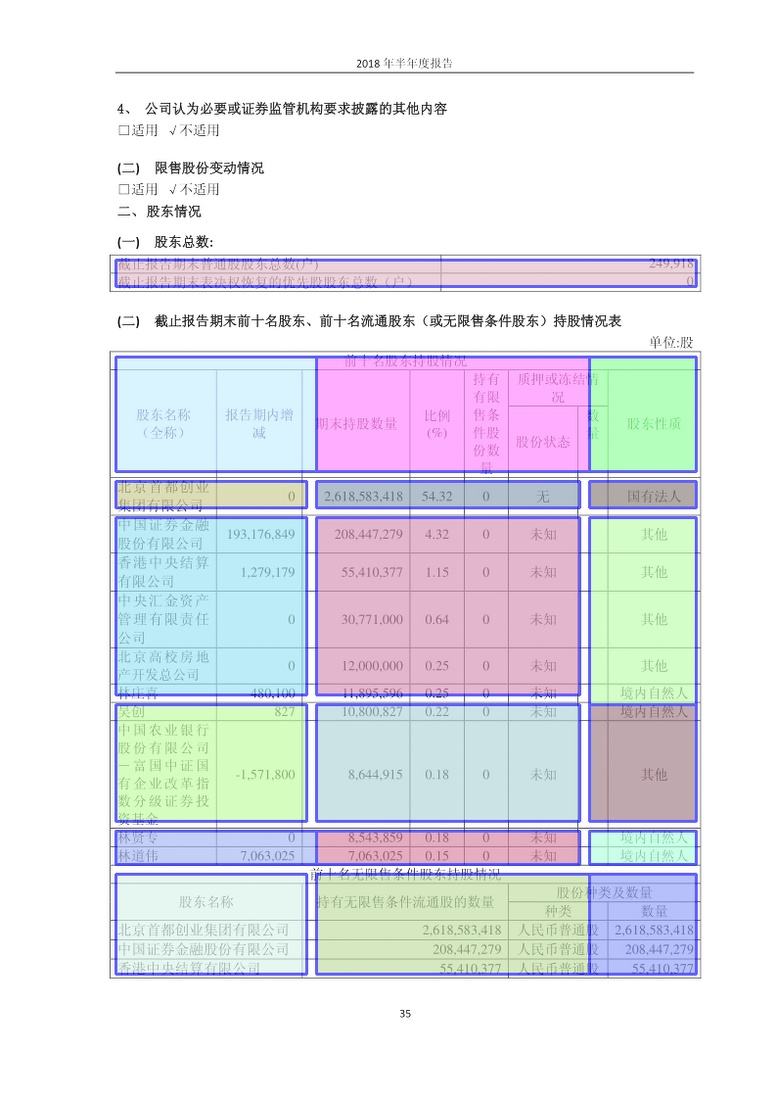 2018 年半年度报告
4、 公司认为必要或证券监管机构要求披露的其他内容
□适用 √不适用
(二) 限售股份变动情况
□适用 √不适用
二、股东情况
(一) 股东总数:
截止报告期末普通股股东总数(户) 249,918
截止报告期末表决权恢复的优先股股东总数（户） 0
(二) 截止报告期末前十名股东、前十名流通股东（或无限售条件股东）持股情况表
单位:股
前十名股东持股情况
股东名称（全称） 报告期内增减 期末持股数量 比例(%) 持有有限售条件股份数量 质押或冻结情况 股东性质
股份状态 数量
北京首都创业集团有限公司 0 2,618,583,418 54.32 0 无 国有法人
中国证券金融股份有限公司 193,176,849 208,447,279 4.32 0 未知 其他
香港中央结算有限公司 1,279,179 55,410,377 1.15 0 未知 其他
中央汇金资产管理有限责任公司 0 30,771,000 0.64 0 未知 其他
北京高校房地产开发总公司 0 12,000,000 0.25 0 未知 其他
林庄喜 480,100 11,895,596 0.25 0 未知 境内自然人
吴创 827 10,800,827 0.22 0 未知 境内自然人
中国农业银行股份有限公司－富国中证国有企业改革指数分级证券投资基金 -1,571,800 8,644,915 0.18 0 未知 其他
林贤专 0 8,543,859 0.18 0 未知 境内自然人
林道伟 7,063,025 7,063,025 0.15 0 未知 境内自然人
前十名无限售条件股东持股情况
股东名称 持有无限售条件流通股的数量 股份种类及数量
种类 数量
北京首都创业集团有限公司 2,618,583,418 人民币普通股 2,618,583,418
中国证券金融股份有限公司 208,447,279 人民币普通股 208,447,279
香港中央结算有限公司 55,410,377 人民币普通股 55,410,377
35